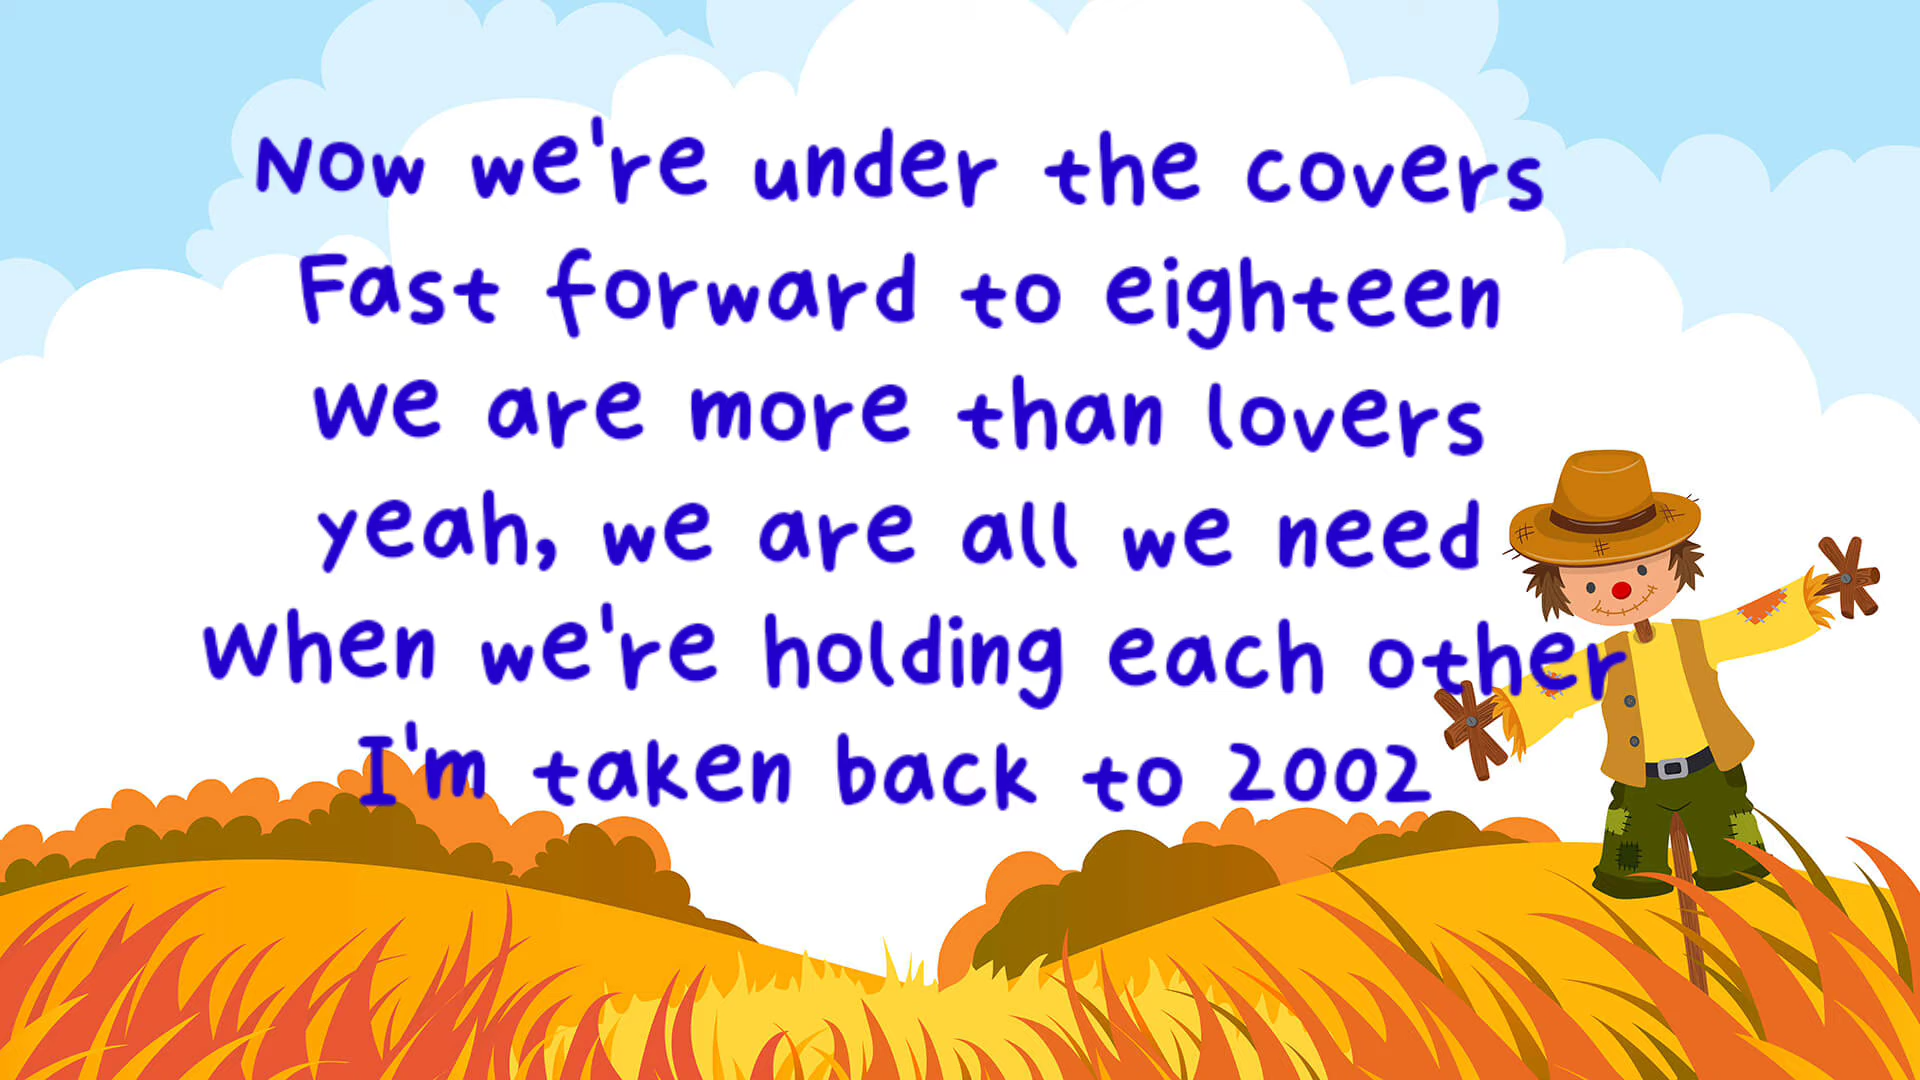 Now we're under the covers
Fast forward to eighteen
We are more than lovers
yeah, we are all we need
When we're holding each other
I'm taken back to 2002